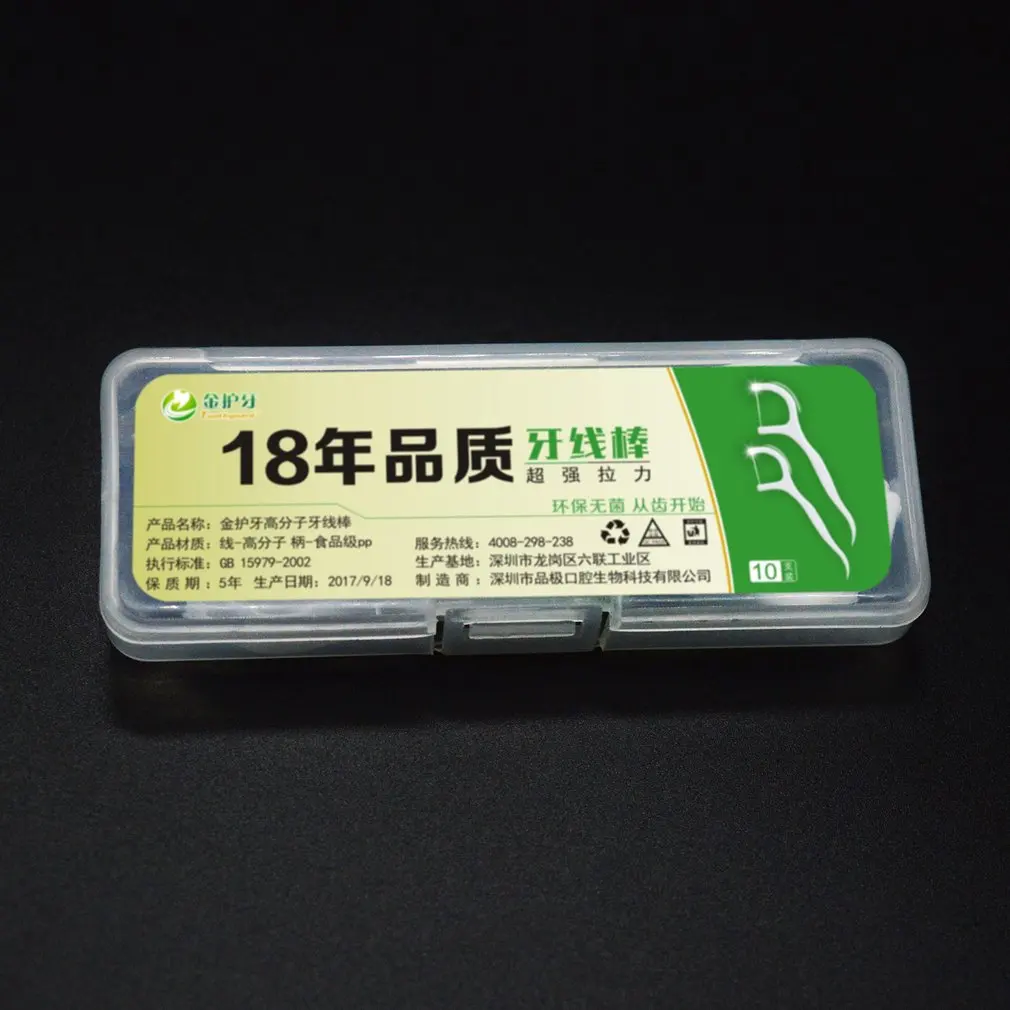 金护牙
18年品质 牙线棒
超强拉力
环保无菌 从齿开始
产品名称：金护牙高分子牙线棒
产品材质：线-高分子 柄-食品级pp
执行标准：GB 15979-2002
保质期：5年 生产日期：2017/9/18
服务热线：4008-298-238
生产基地：深圳市龙岗区六联工业区
制造商：深圳市品极口腔生物科技有限公司
10支装